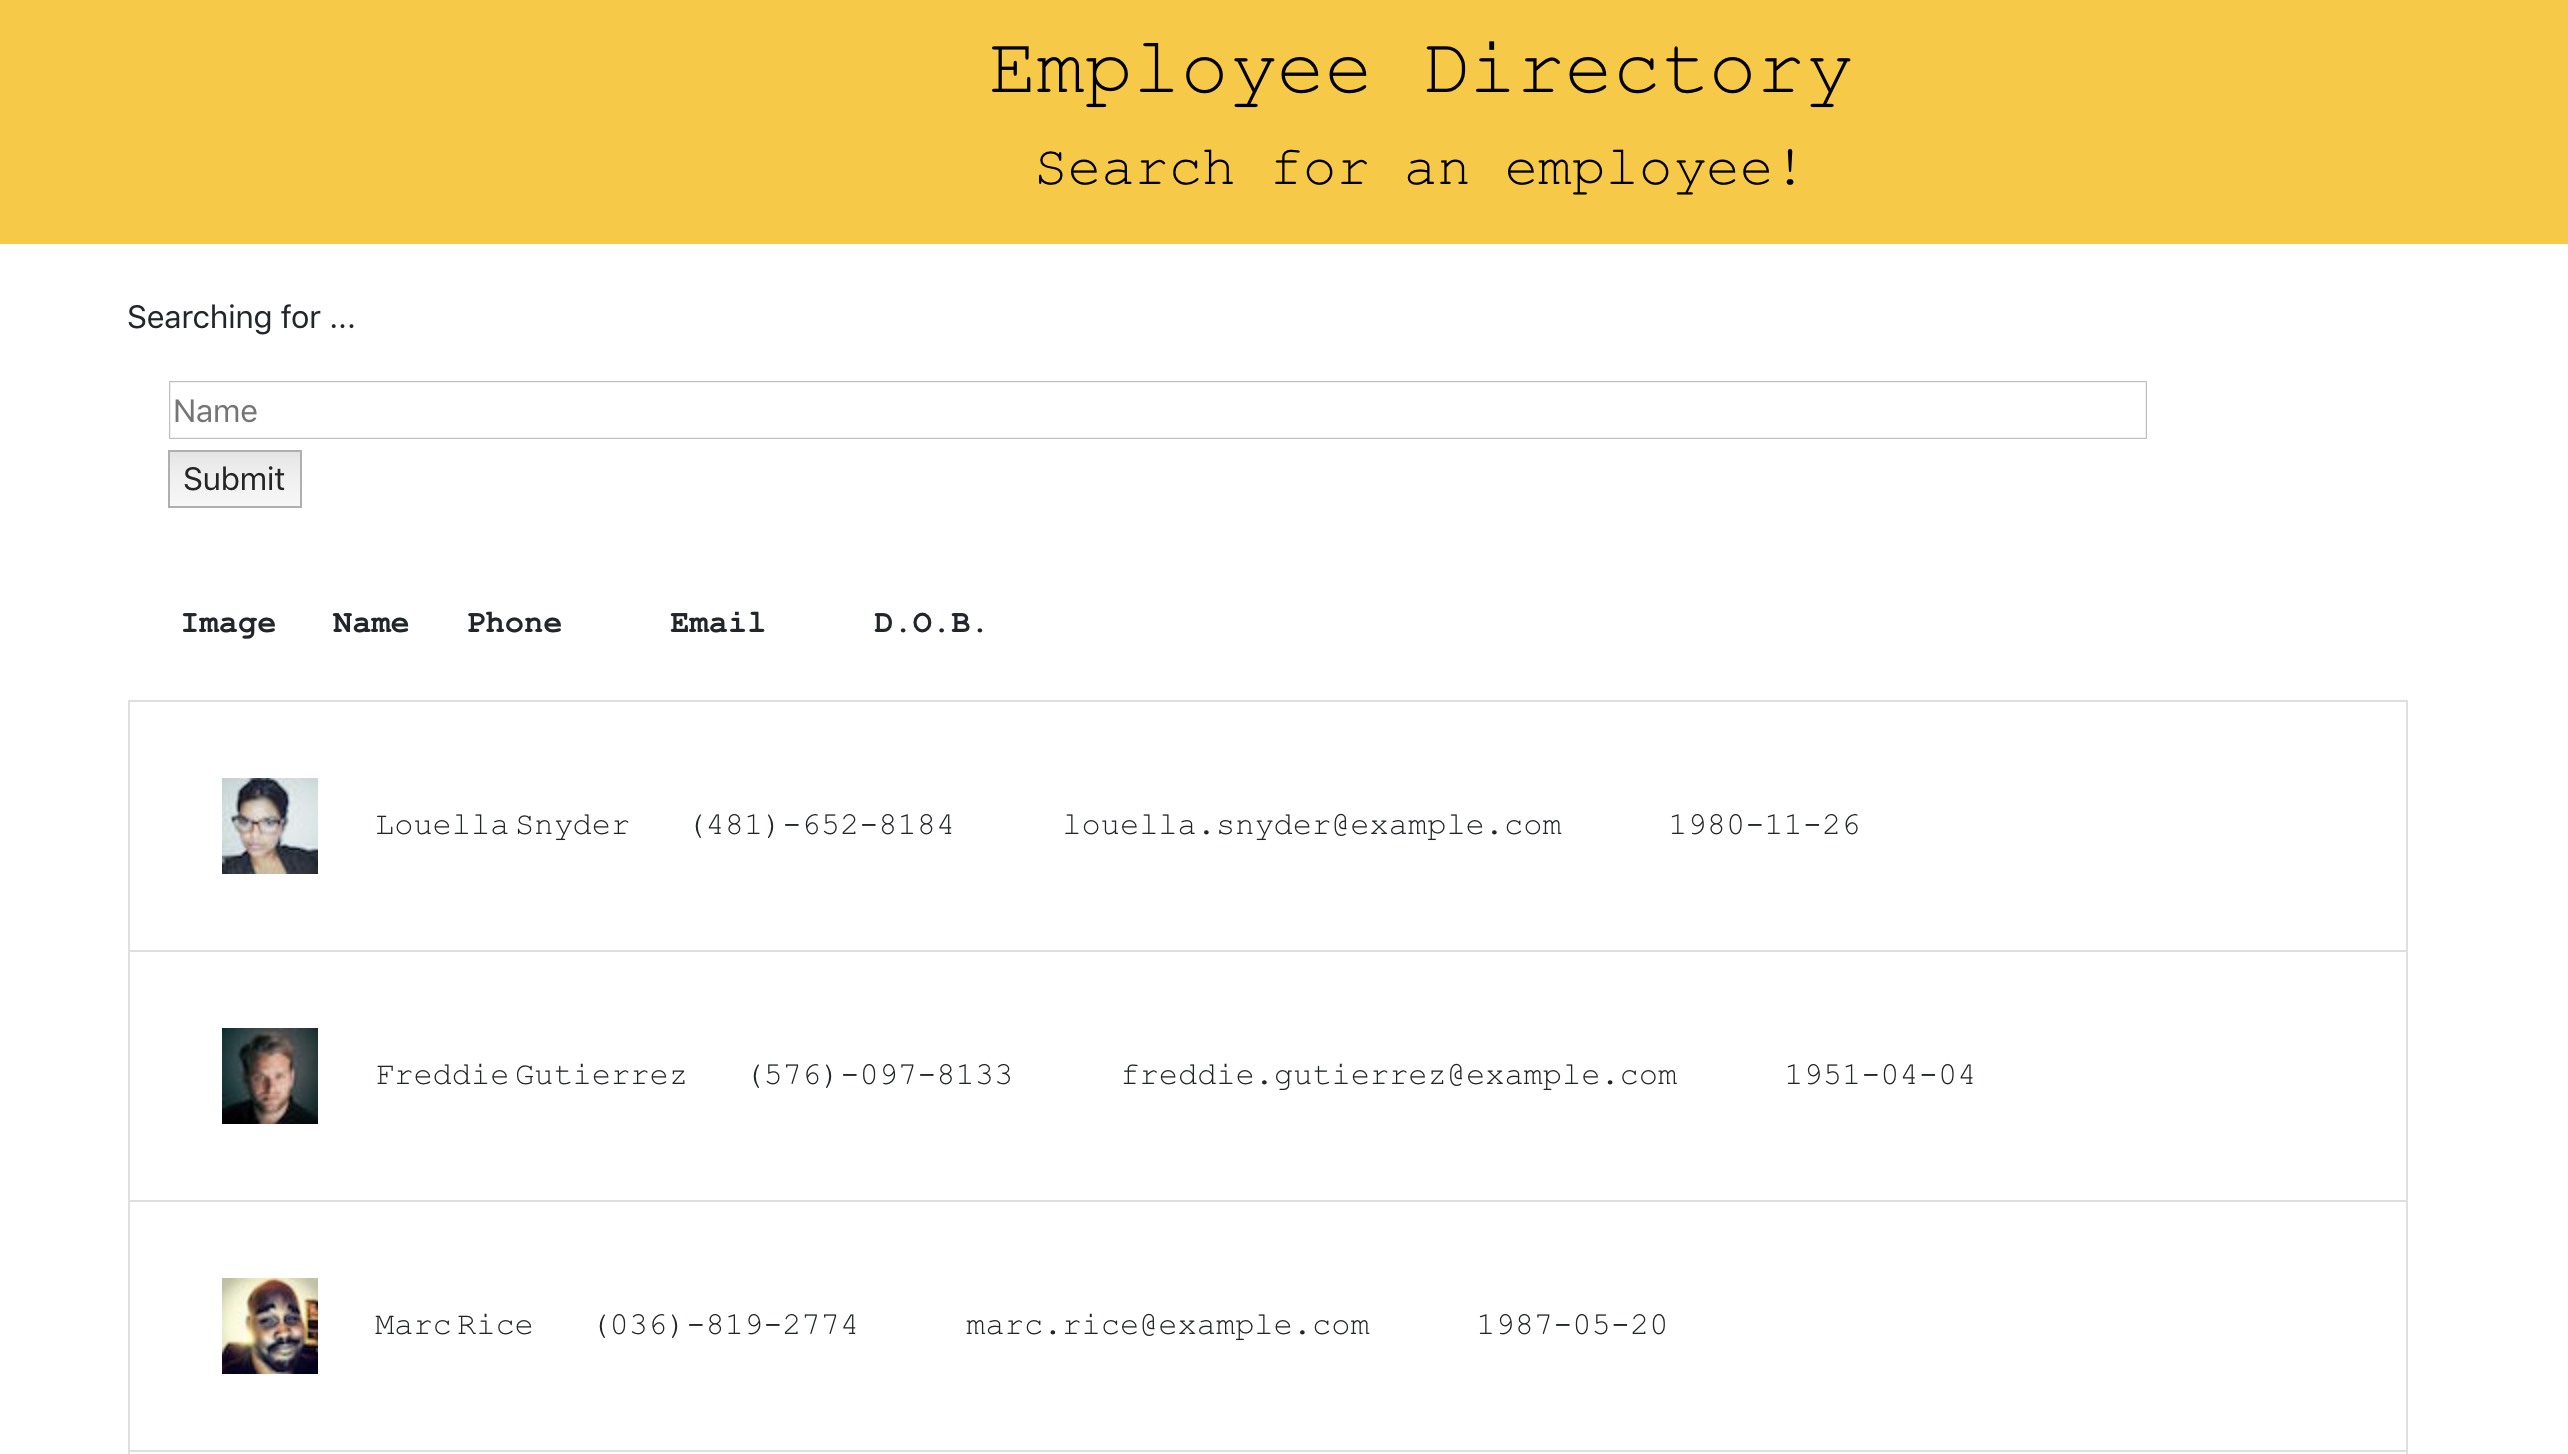 Employee Directory
Search for an employee!
Searching for ...
Name
Submit
Image Name Phone Email D.O.B.
Louella Snyder (481)-652-8184 louella.snyder@example.com 1980-11-26
Freddie Gutierrez (576)-097-8133 freddie.gutierrez@example.com 1951-04-04
Marc Rice (036)-819-2774 marc.rice@example.com 1987-05-20